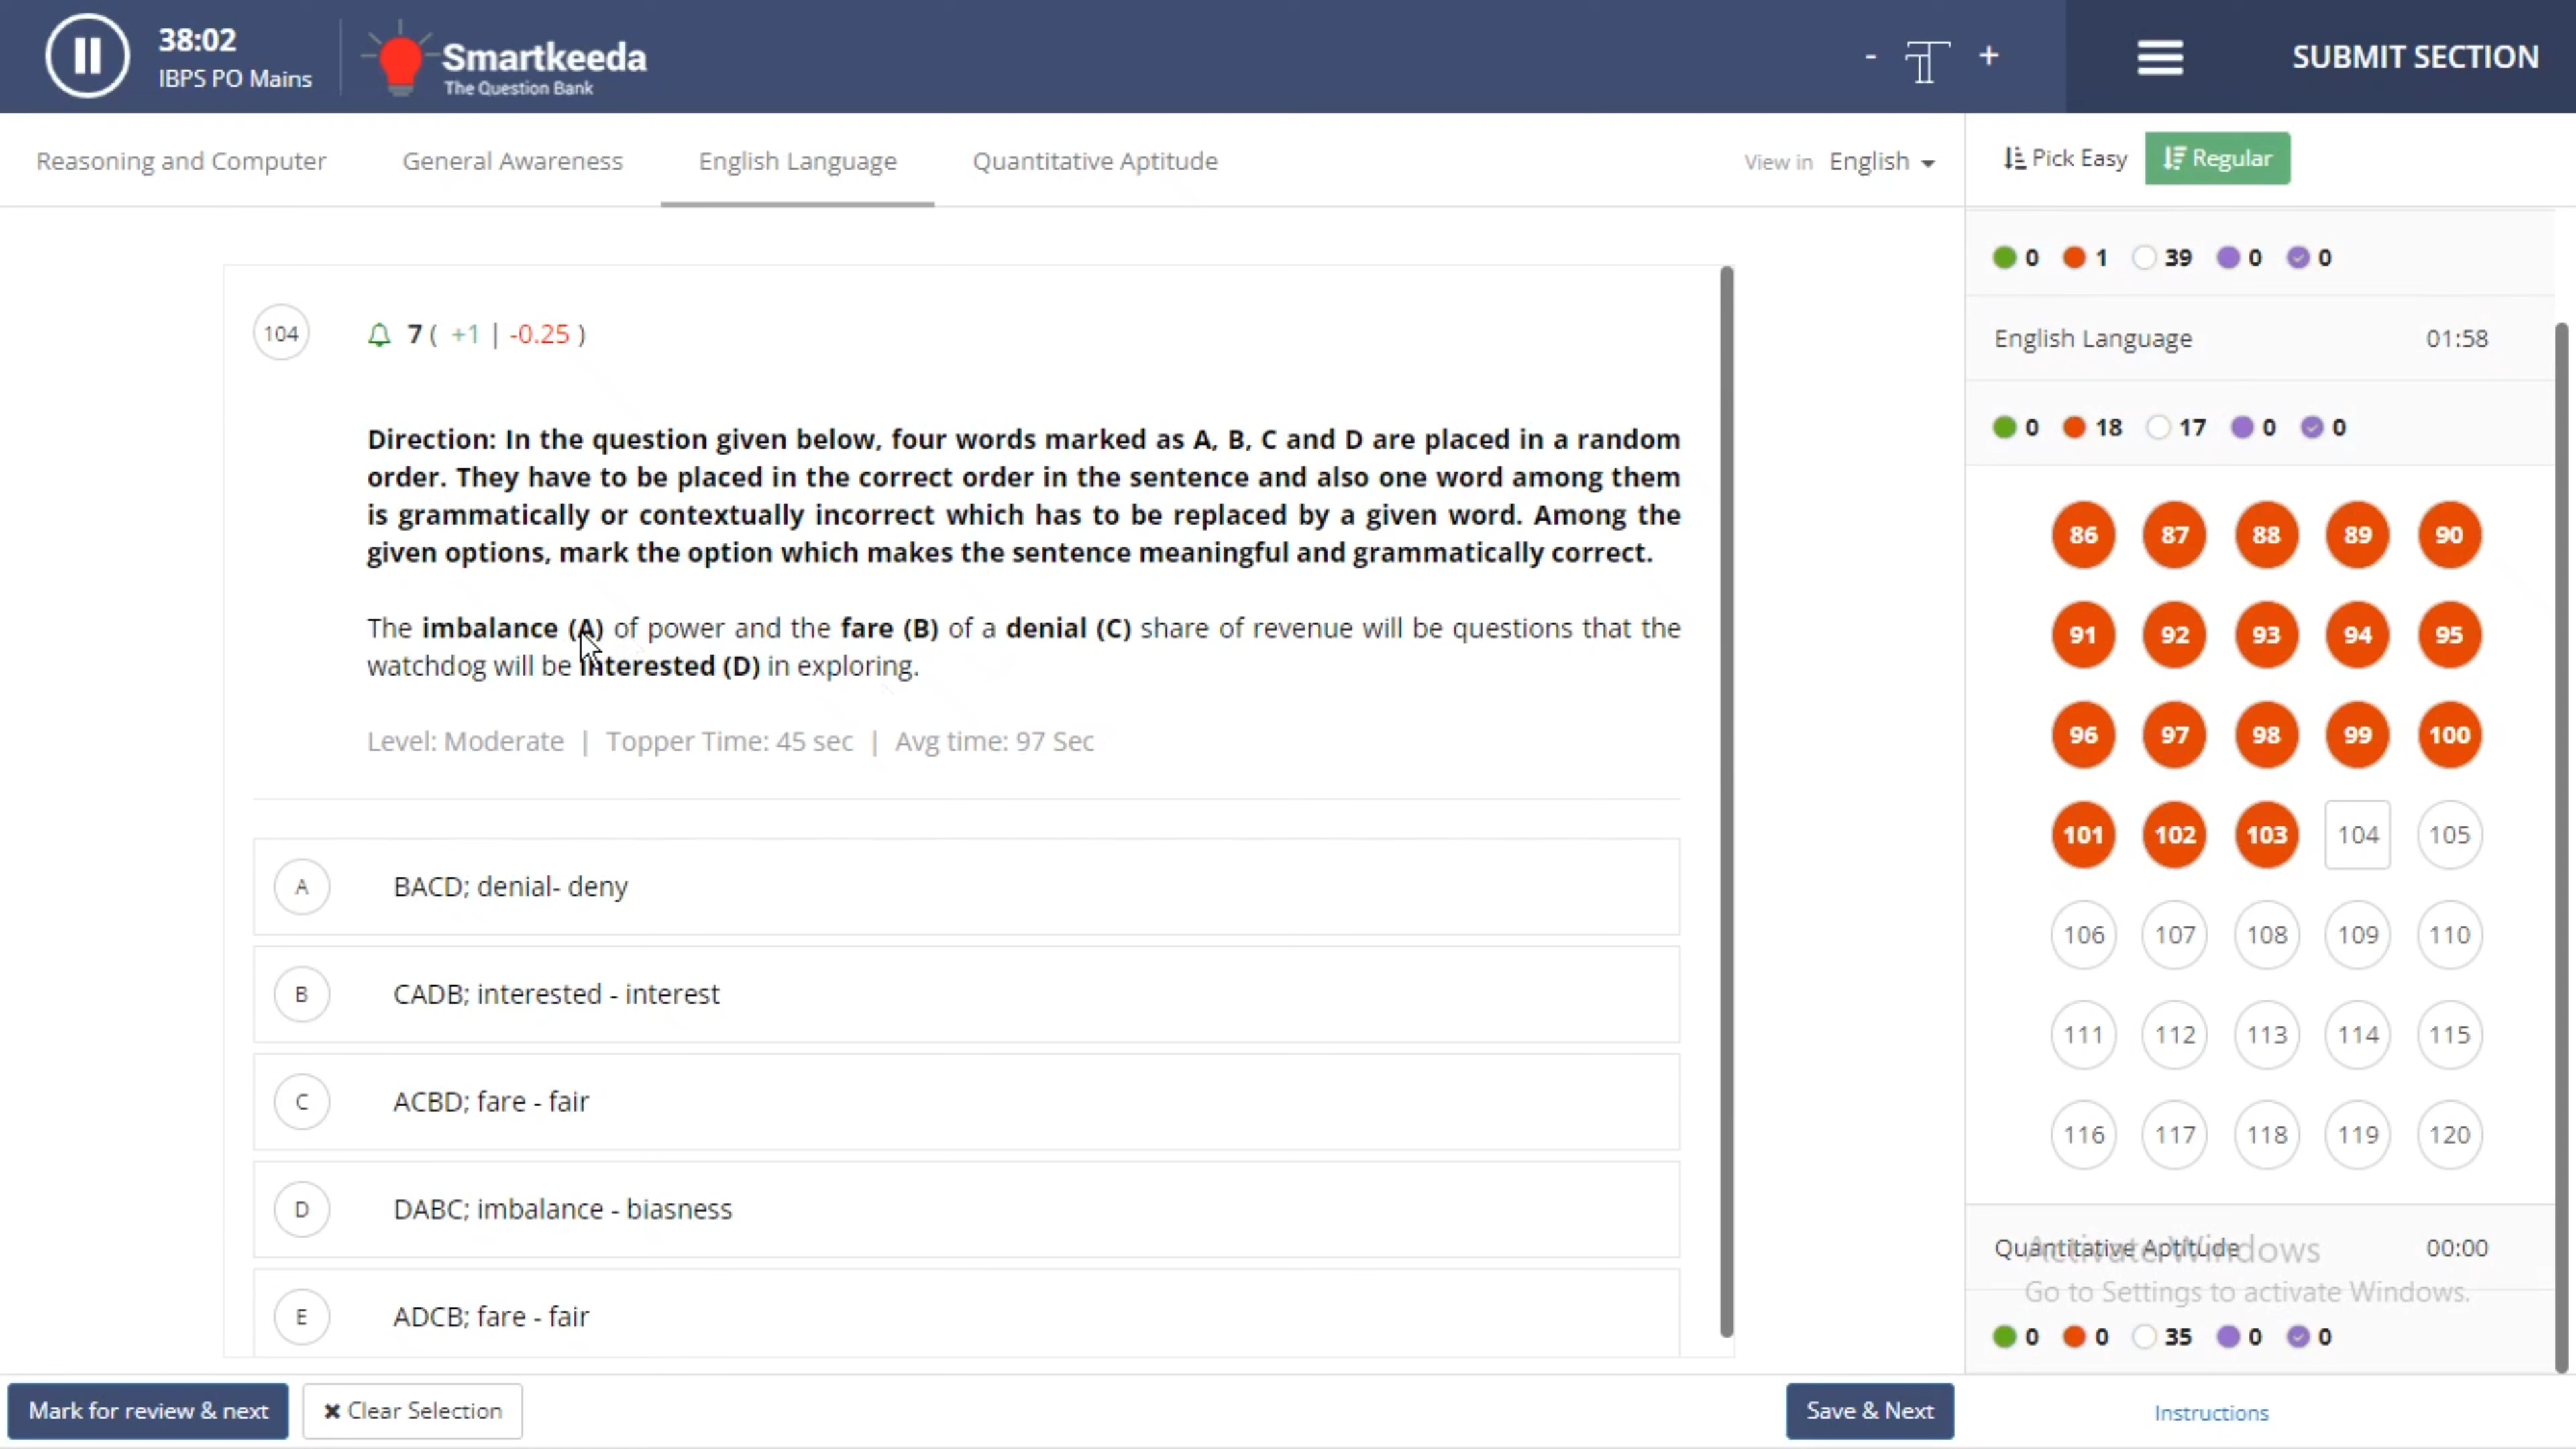 38:02
IBPS PO Mains
Smartkeeda
The Question Bank
- T +
SUBMIT SECTION
Reasoning and Computer
General Awareness
English Language
Quantitative Aptitude
View in English
Pick Easy
Regular
0 1 39 0 0
English Language 01:58
0 18 17 0 0
104
7 ( +1 | -0.25 )
Direction: In the question given below, four words marked as A, B, C and D are placed in a random
order. They have to be placed in the correct order in the sentence and also one word among them
is grammatically or contextually incorrect which has to be replaced by a given word. Among the
given options, mark the option which makes the sentence meaningful and grammatically correct.
The imbalance (A) of power and the fare (B) of a denial (C) share of revenue will be questions that the
watchdog will be interested (D) in exploring.
Level: Moderate | Topper Time: 45 sec | Avg time: 97 Sec
A BACD; denial- deny
B CADB; interested - interest
C ACBD; fare - fair
D DABC; imbalance - biasness
E ADCB; fare - fair
86 87 88 89 90
91 92 93 94 95
96 97 98 99 100
101 102 103 104 105
106 107 108 109 110
111 112 113 114 115
116 117 118 119 120
Quantitative Aptitude 00:00
Activate Windows
Go to Settings to activate Windows.
0 0 35 0 0
Mark for review & next
Clear Selection
Save & Next
Instructions